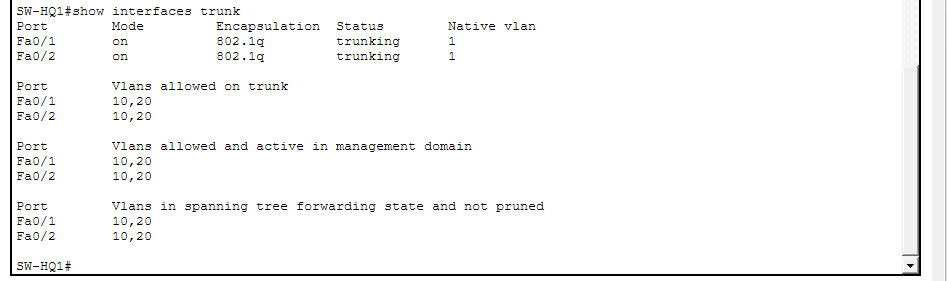 SW-HQ1#show interfaces trunk
Port        Mode         Encapsulation  Status        Native vlan
Fa0/1       on           802.1q         trunking      1
Fa0/2       on           802.1q         trunking      1

Port        Vlans allowed on trunk
Fa0/1       10,20
Fa0/2       10,20

Port        Vlans allowed and active in management domain
Fa0/1       10,20
Fa0/2       10,20

Port        Vlans in spanning tree forwarding state and not pruned
Fa0/1       10,20
Fa0/2       10,20

SW-HQ1#